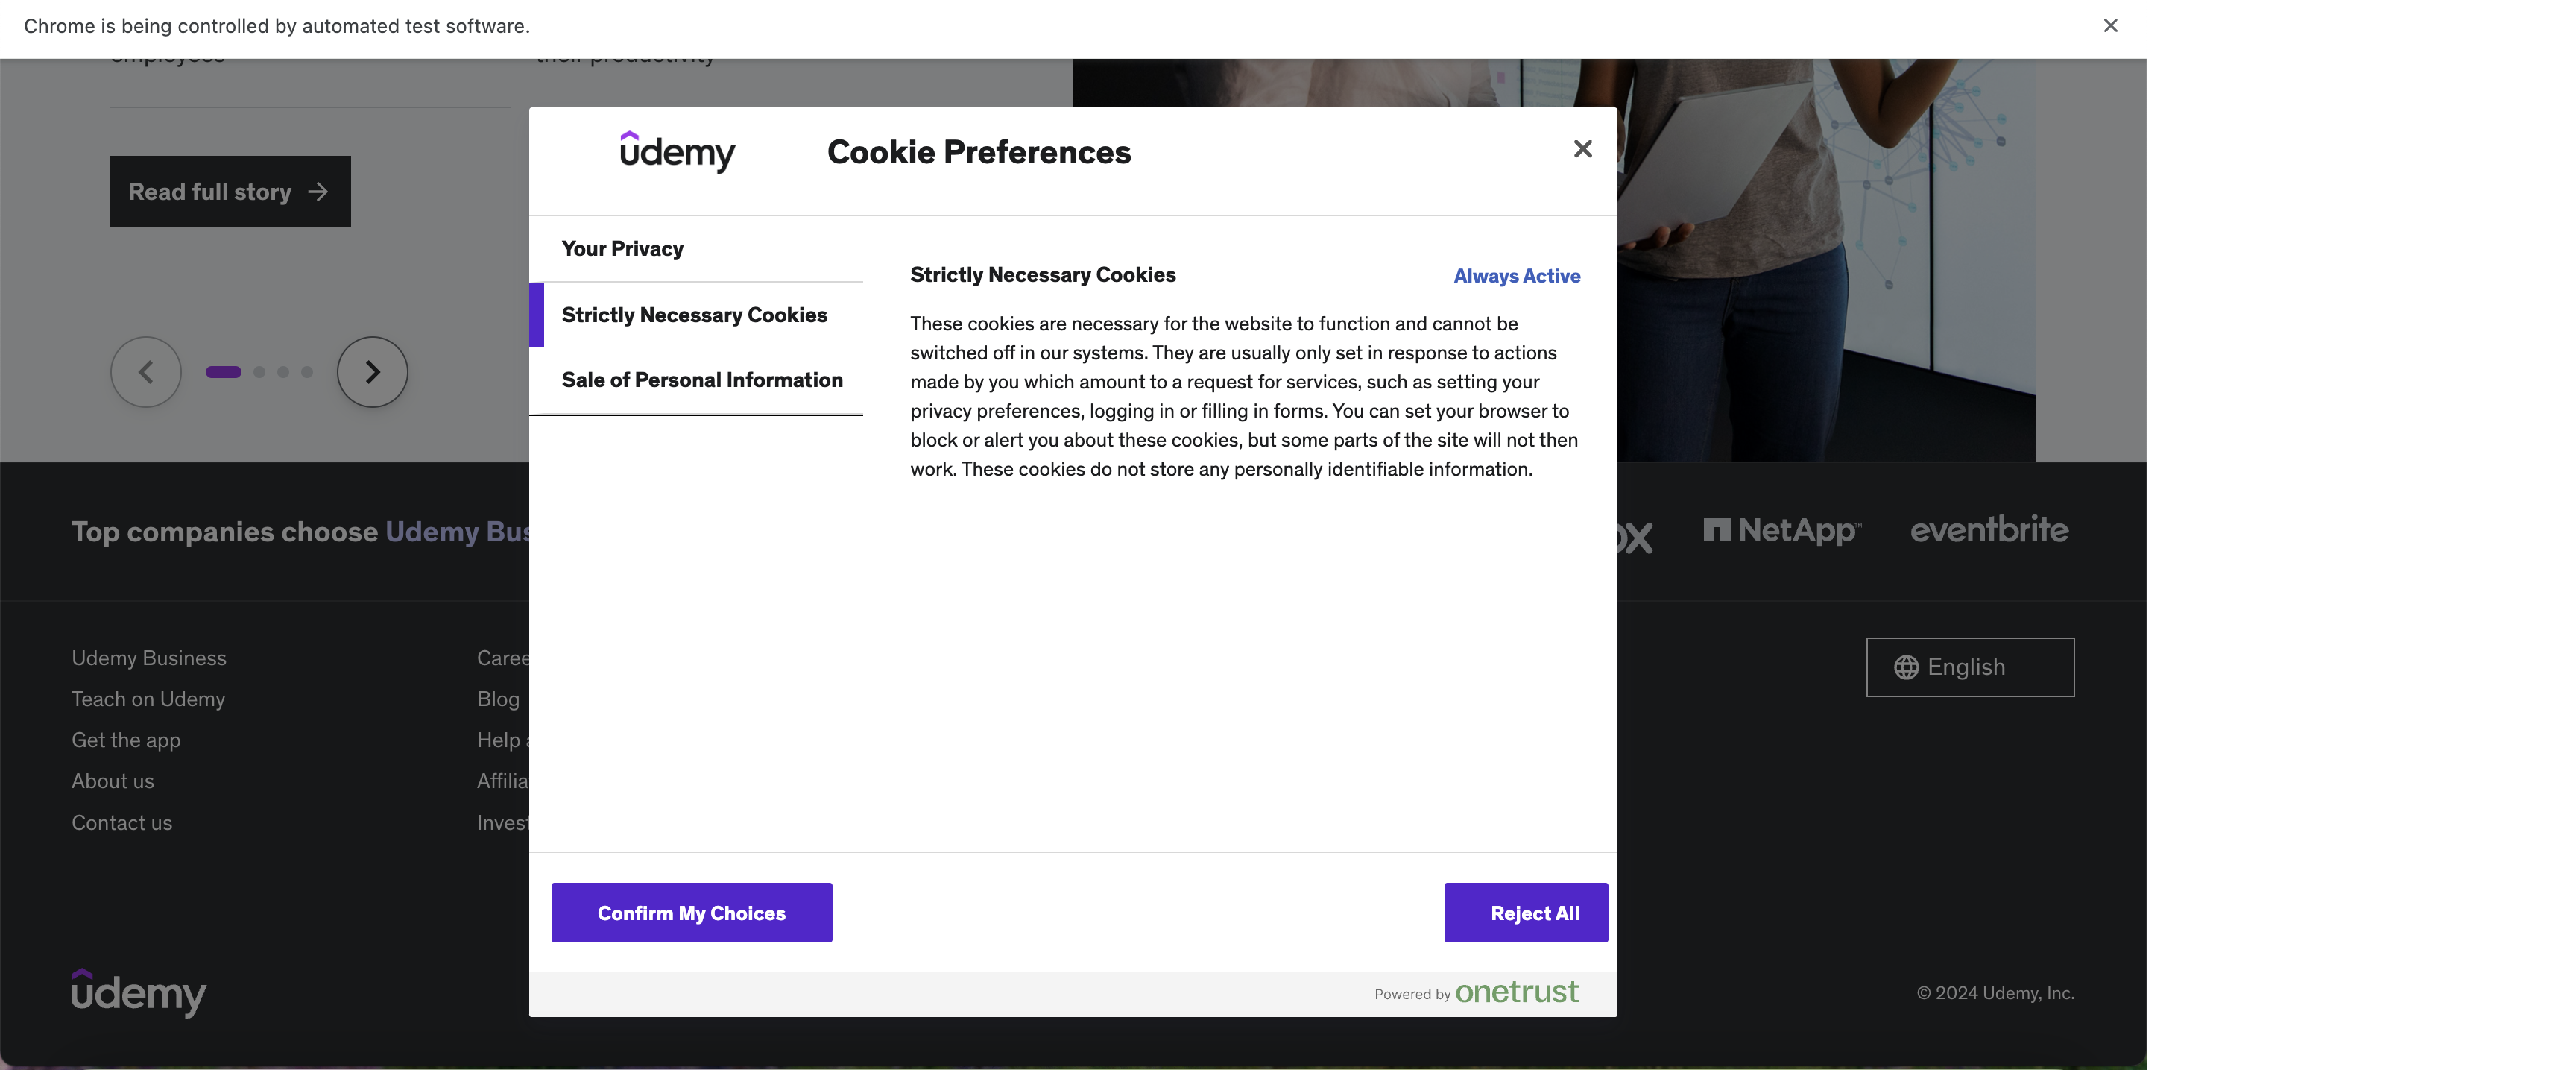 Chrome is being controlled by automated test software.
employees
their productivity
Read full story
udemy
Cookie Preferences
Your Privacy
Strictly Necessary Cookies
Sale of Personal Information
Strictly Necessary Cookies
Always Active
These cookies are necessary for the website to function and cannot be
switched off in our systems. They are usually only set in response to actions
made by you which amount to a request for services, such as setting your
privacy preferences, logging in or filling in forms. You can set your browser to
block or alert you about these cookies, but some parts of the site will not then
work. These cookies do not store any personally identifiable information.
Confirm My Choices
Reject All
Powered by onetrust
Top companies choose Udemy Bus
ox
NetApp™
eventbrite
Udemy Business
Teach on Udemy
Get the app
About us
Contact us
Caree
Blog
Help
Affilia
Invest
English
udemy
© 2024 Udemy, Inc.